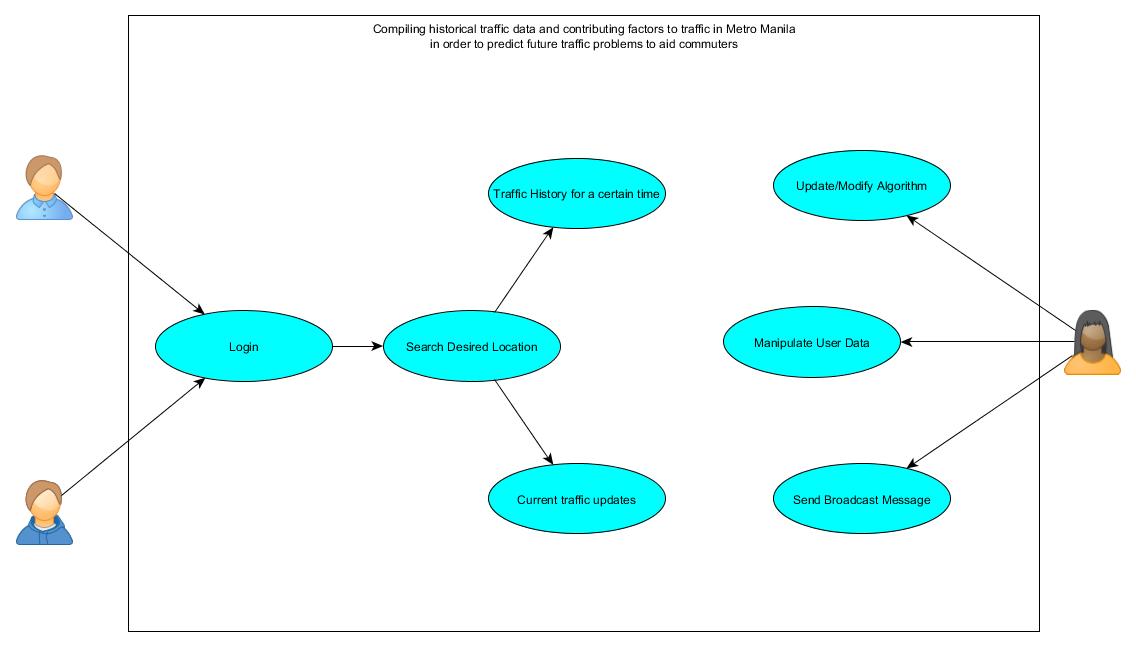 Compiling historical traffic data and contributing factors to traffic in Metro Manila
in order to predict future traffic problems to aid commuters
Traffic History for a certain time
Update/Modify Algorithm
Login
Search Desired Location
Manipulate User Data
Current traffic updates
Send Broadcast Message